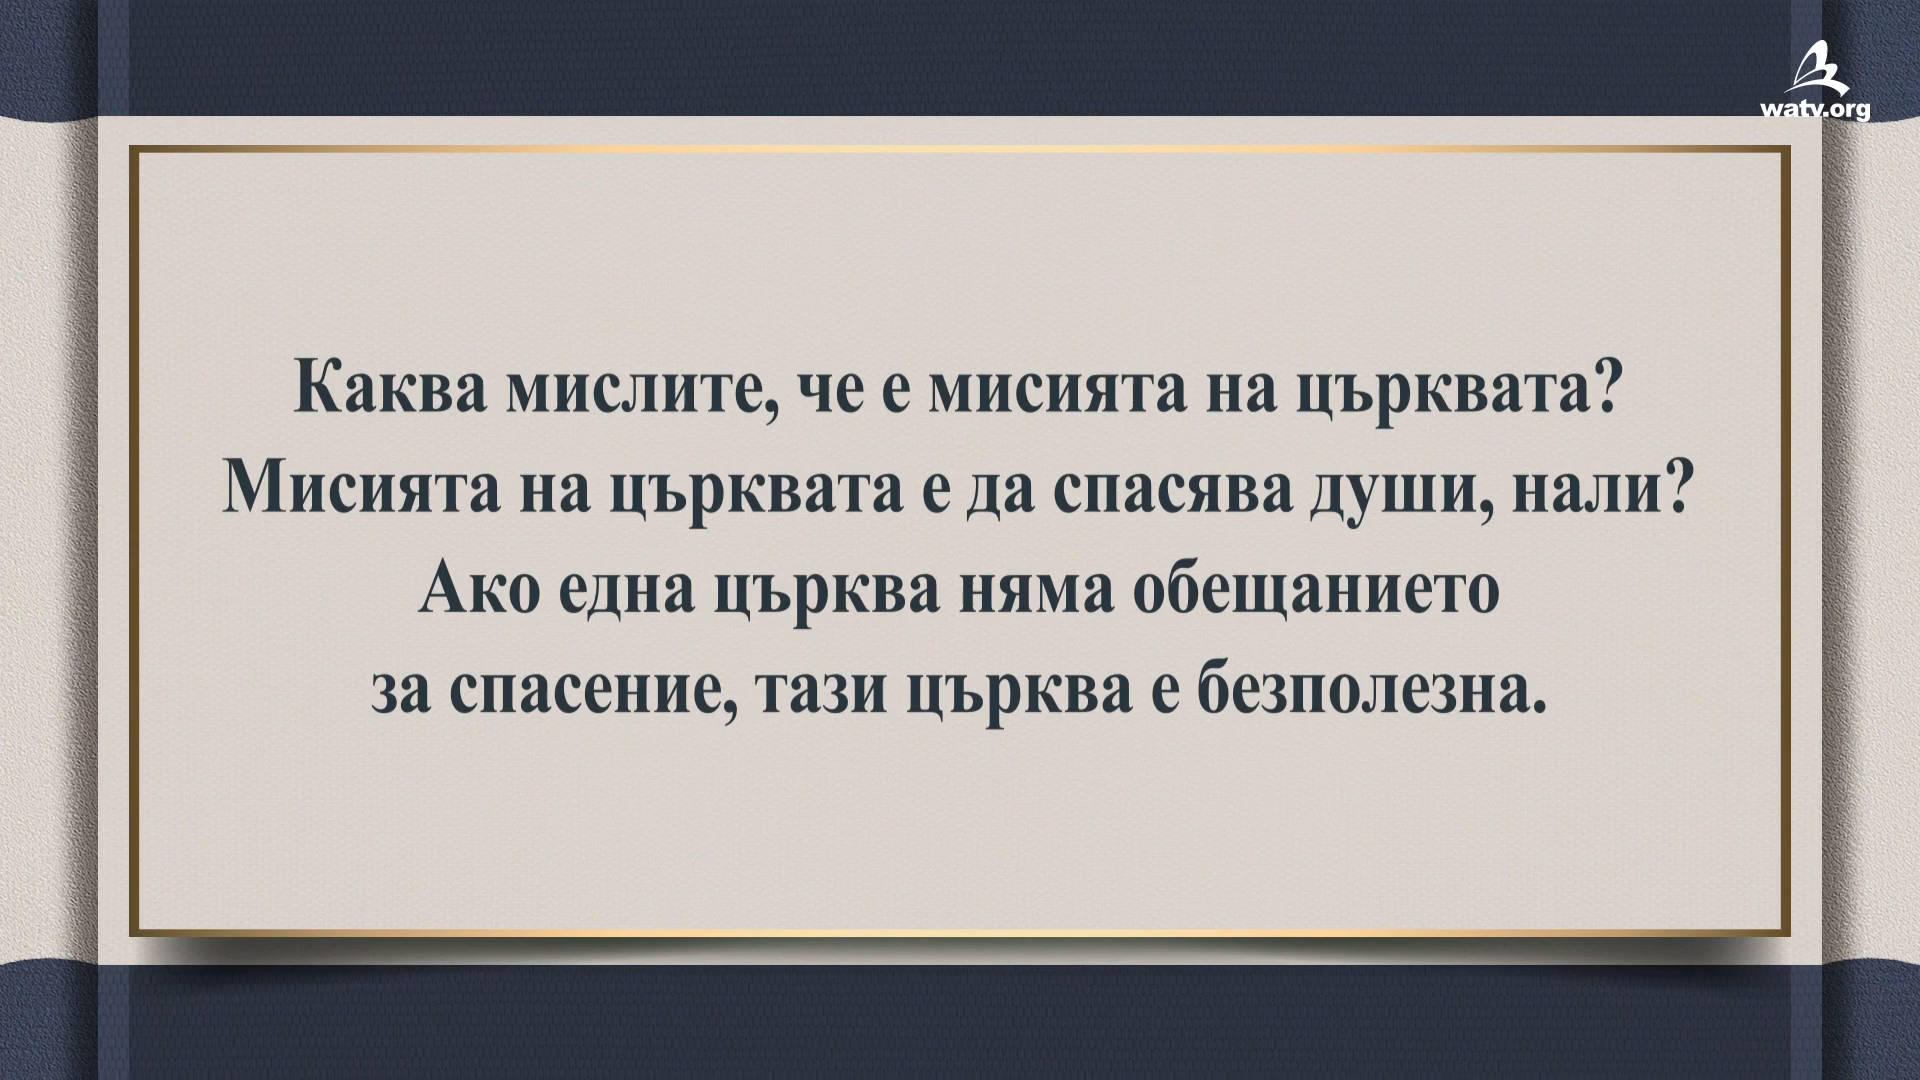 watv.org
Каква мислите, че е мисията на църквата?
Мисията на църквата е да спасява души, нали?
Ако една църква няма обещанието
за спасение, тази църква е безполезна.